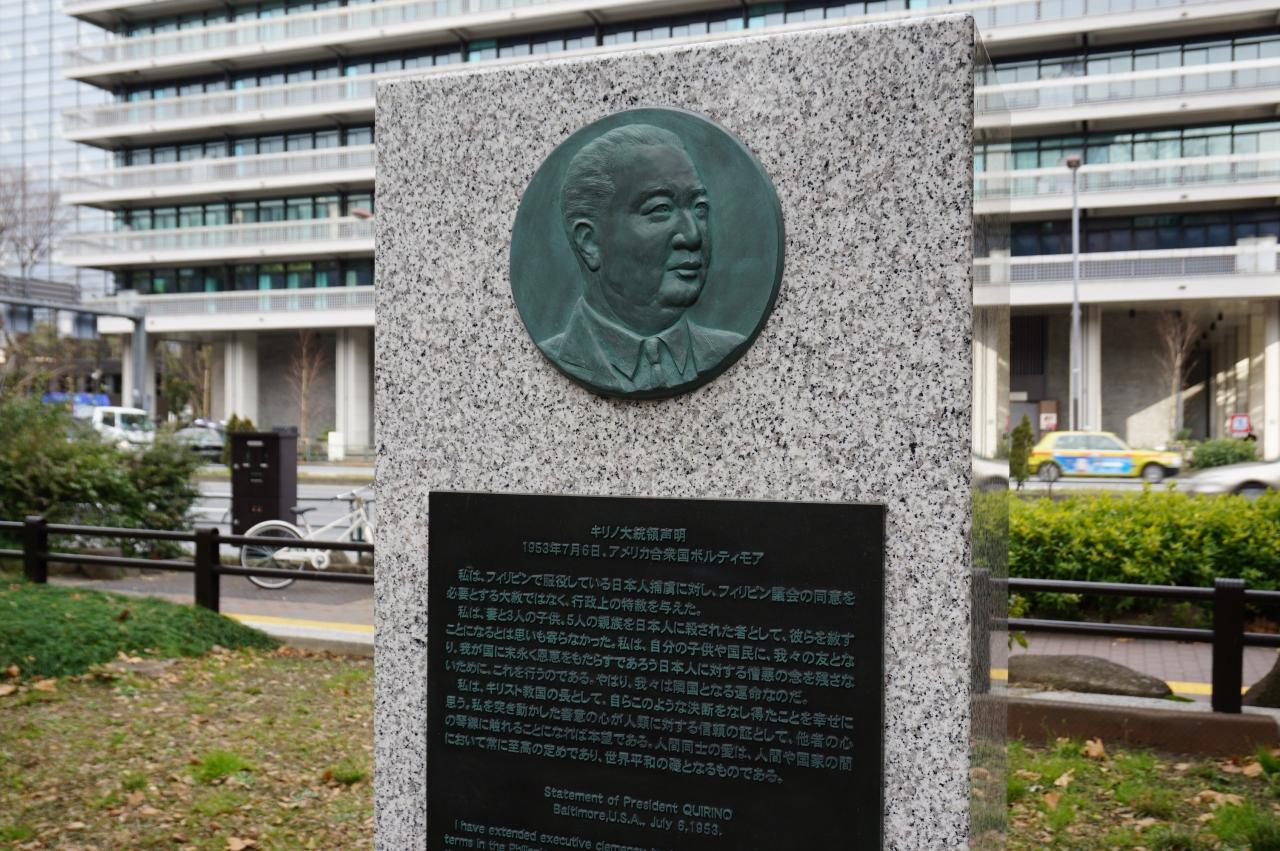 キリノ大統領声明
1953年7月6日、アメリカ合衆国ボルティモア
私は、フィリピンで服役している日本人捕虜に対し、フィリピン議会の同意を
必要とする大赦ではなく、行政上の特赦を与えた。
私は、妻と3人の子供、5人の親族を日本人に殺された者として、彼らを赦す
ことになるとは思いも寄らなかった。私は、自分の子供や国民に、我々の友とな
り、我が国に末永く恩恵をもたらすであろう日本人に対する憎悪の念を残さな
いために、これを行うのである。やはり、我々は隣国となる運命なのだ。
私は、キリスト教国の長として、自らこのような決断をなし得たことを幸せに
思う。私を突き動かした善意の心が人類に対する信頼の証として、他者の心
の琴線に触れることになれば本望である。人間同士の愛は、人間や国家の間
において常に至高の定めであり、世界平和の礎となるものである。
Statement of President QUIRINO
Baltimore,U.S.A., July 6,1953.
I have extended executive clemency
terms in the